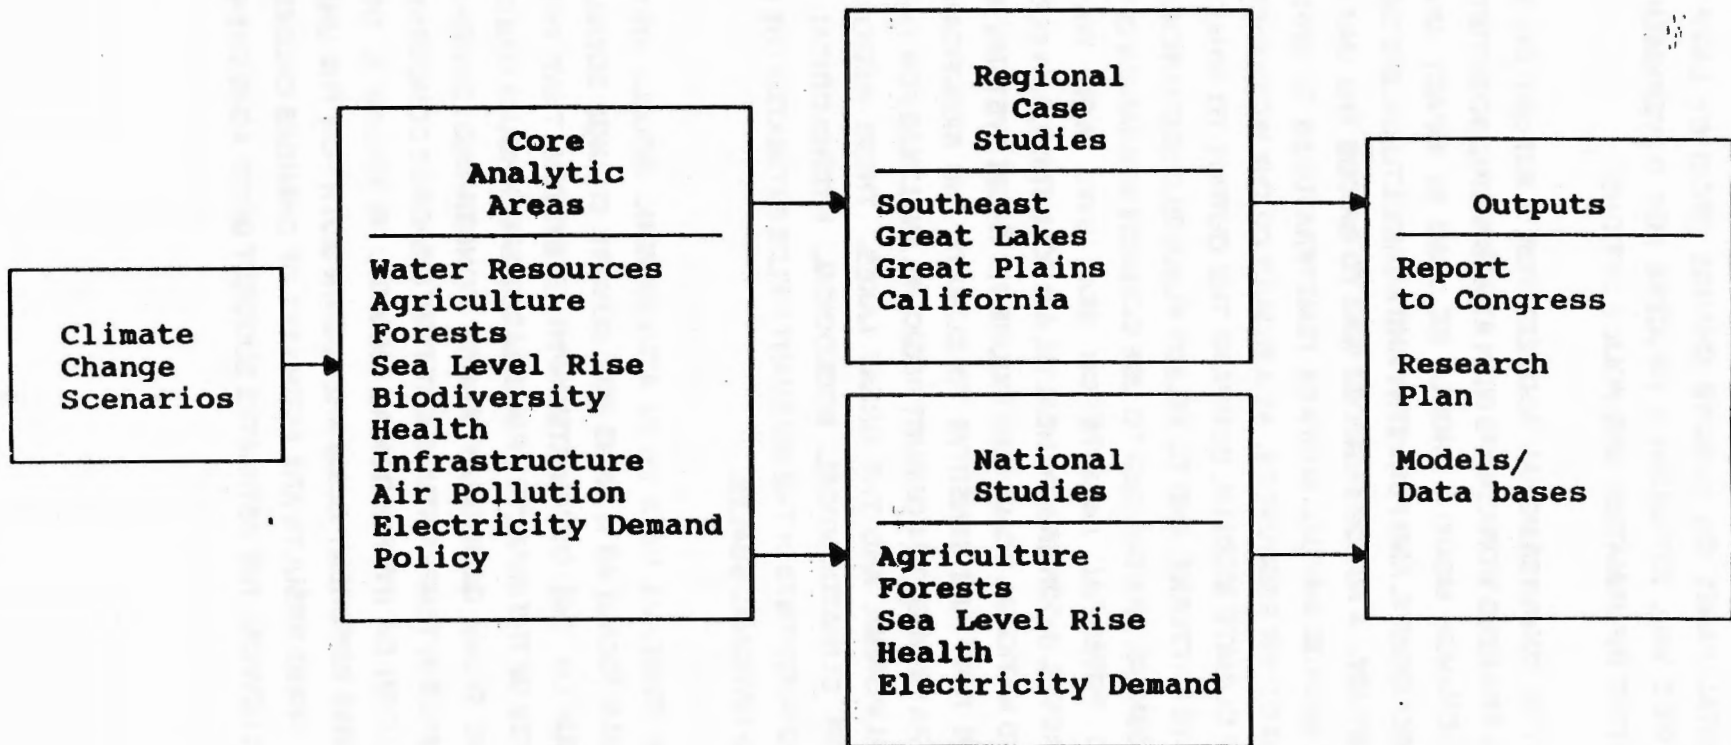 Climate
Change
Scenarios
Core
Analytic
Areas
Water Resources
Agriculture
Forests
Sea Level Rise
Biodiversity
Health
Infrastructure
Air Pollution
Electricity Demand
Policy
Regional
Case
Studies
Southeast
Great Lakes
Great Plains
California
National
Studies
Agriculture
Forests
Sea Level Rise
Health
Electricity Demand
Outputs
Report
to Congress
Research
Plan
Models/
Data bases